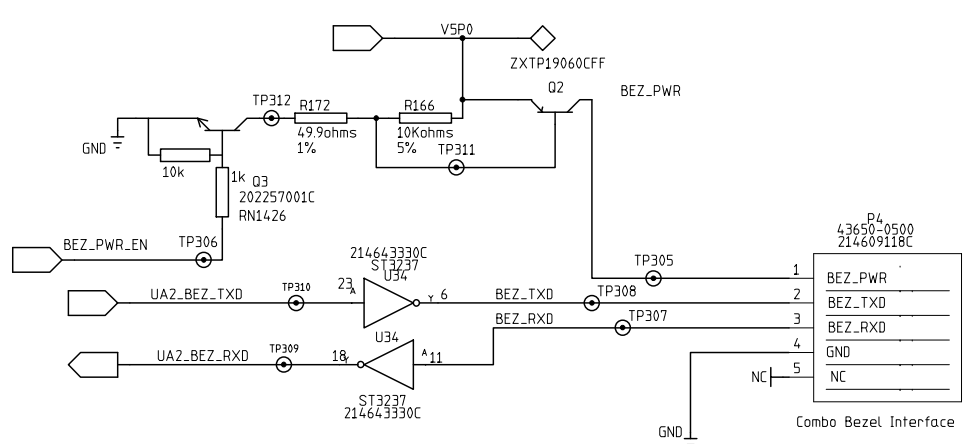 V5P0
ZXTP19060CFF
Q2
BEZ_PWR
TP312
R172
R166
49.9ohms
1%
10Kohms
5%
TP311
GND
10k
1k
Q3
202257001C
RN1426
BEZ_PWR_EN
TP306
P4
43650-0500
214609118C
214643330C
ST3237
U34
TP305
1
BEZ_PWR
UA2_BEZ_TXD
TP310
23
A
Y
6
BEZ_TXD
TP308
2
BEZ_TXD
BEZ_RXD
TP307
3
BEZ_RXD
U34
UA2_BEZ_RXD
TP309
18
Y
A
11
4
GND
NC
5
NC
ST3237
214643330C
Combo Bezel Interface
GND